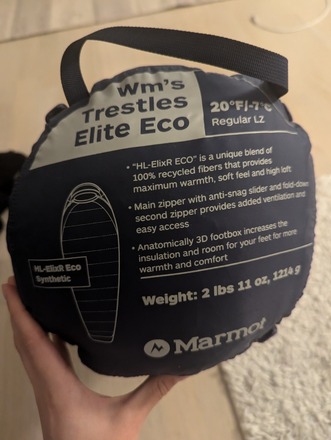 Wm's
Trestles
Elite Eco
20°F/-7°C
Regular LZ
• "HL-ElixR ECO" is a unique blend of
100% recycled fibers that provides
maximum warmth, soft feel and high loft
• Main zipper with anti-snag slider and fold-down
second zipper provides added ventilation and
easy access
• Anatomically 3D footbox increases the
insulation and room for your feet for more
warmth and comfort
HL-ElixR Eco
Synthetic
Weight: 2 lbs 11 oz, 1214 g
Marmot